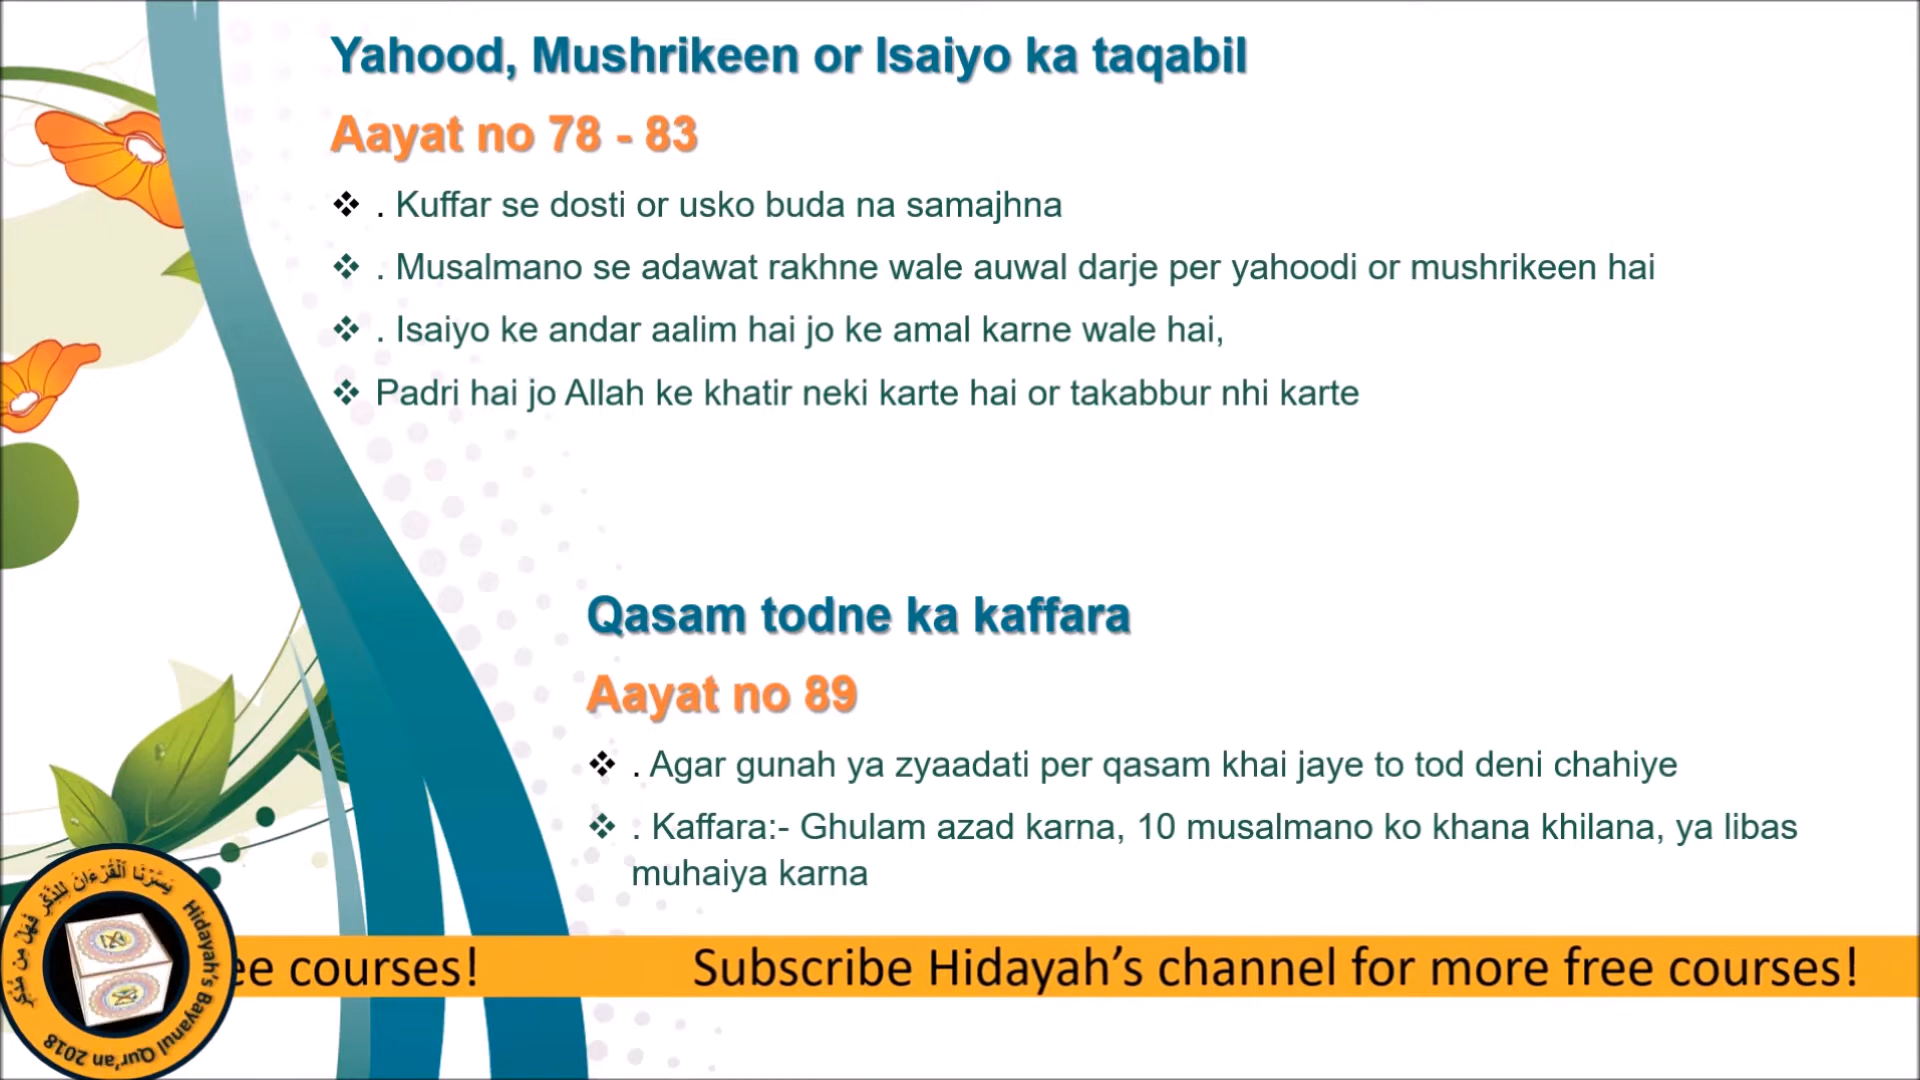 Yahood, Mushrikeen or Isaiyo ka taqabil
Aayat no 78 - 83
❖ . Kuffar se dosti or usko buda na samajhna
❖ . Musalmano se adawat rakhne wale auwal darje per yahoodi or mushrikeen hai
❖ . Isaiyo ke andar aalim hai jo ke amal karne wale hai,
❖ Padri hai jo Allah ke khatir neki karte hai or takabbur nhi karte
Qasam todne ka kaffara
Aayat no 89
❖ . Agar gunah ya zyaadati per qasam khai jaye to tod deni chahiye
❖ . Kaffara:- Ghulam azad karna, 10 musalmano ko khana khilana, ya libas
muhaiya karna
ee courses! Subscribe Hidayah’s channel for more free courses!
يَسَّرْنَا ٱلْقُرْءَانَ لِلذِّكْرِ فَهَلْ مِن مُّدَّكِرٍ
Hidayah's Bayanul Qur'an 2018